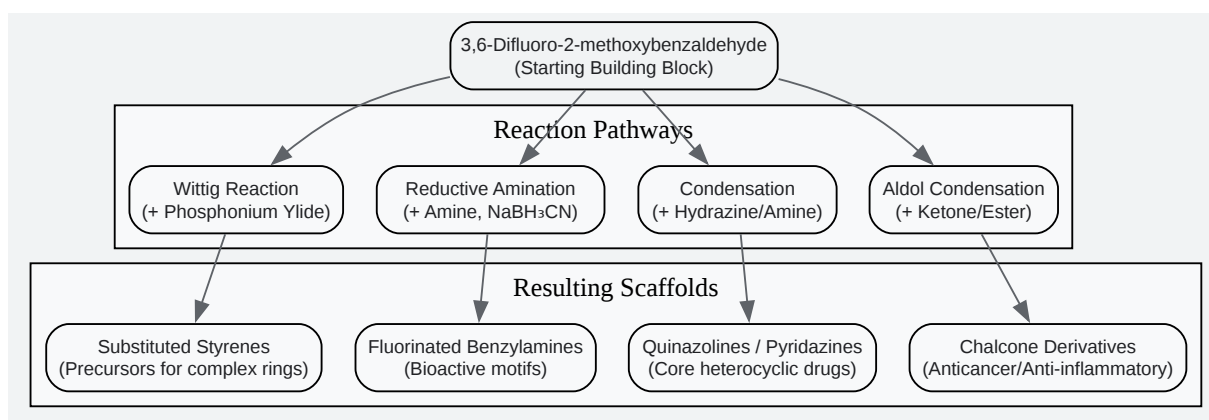 3,6-Difluoro-2-methoxybenzaldehyde
(Starting Building Block)
Reaction Pathways
Wittig Reaction
(+ Phosphonium Ylide)
Reductive Amination
(+ Amine, NaBH₃CN)
Condensation
(+ Hydrazine/Amine)
Aldol Condensation
(+ Ketone/Ester)
Resulting Scaffolds
Substituted Styrenes
(Precursors for complex rings)
Fluorinated Benzylamines
(Bioactive motifs)
Quinazolines / Pyridazines
(Core heterocyclic drugs)
Chalcone Derivatives
(Anticancer/Anti-inflammatory)